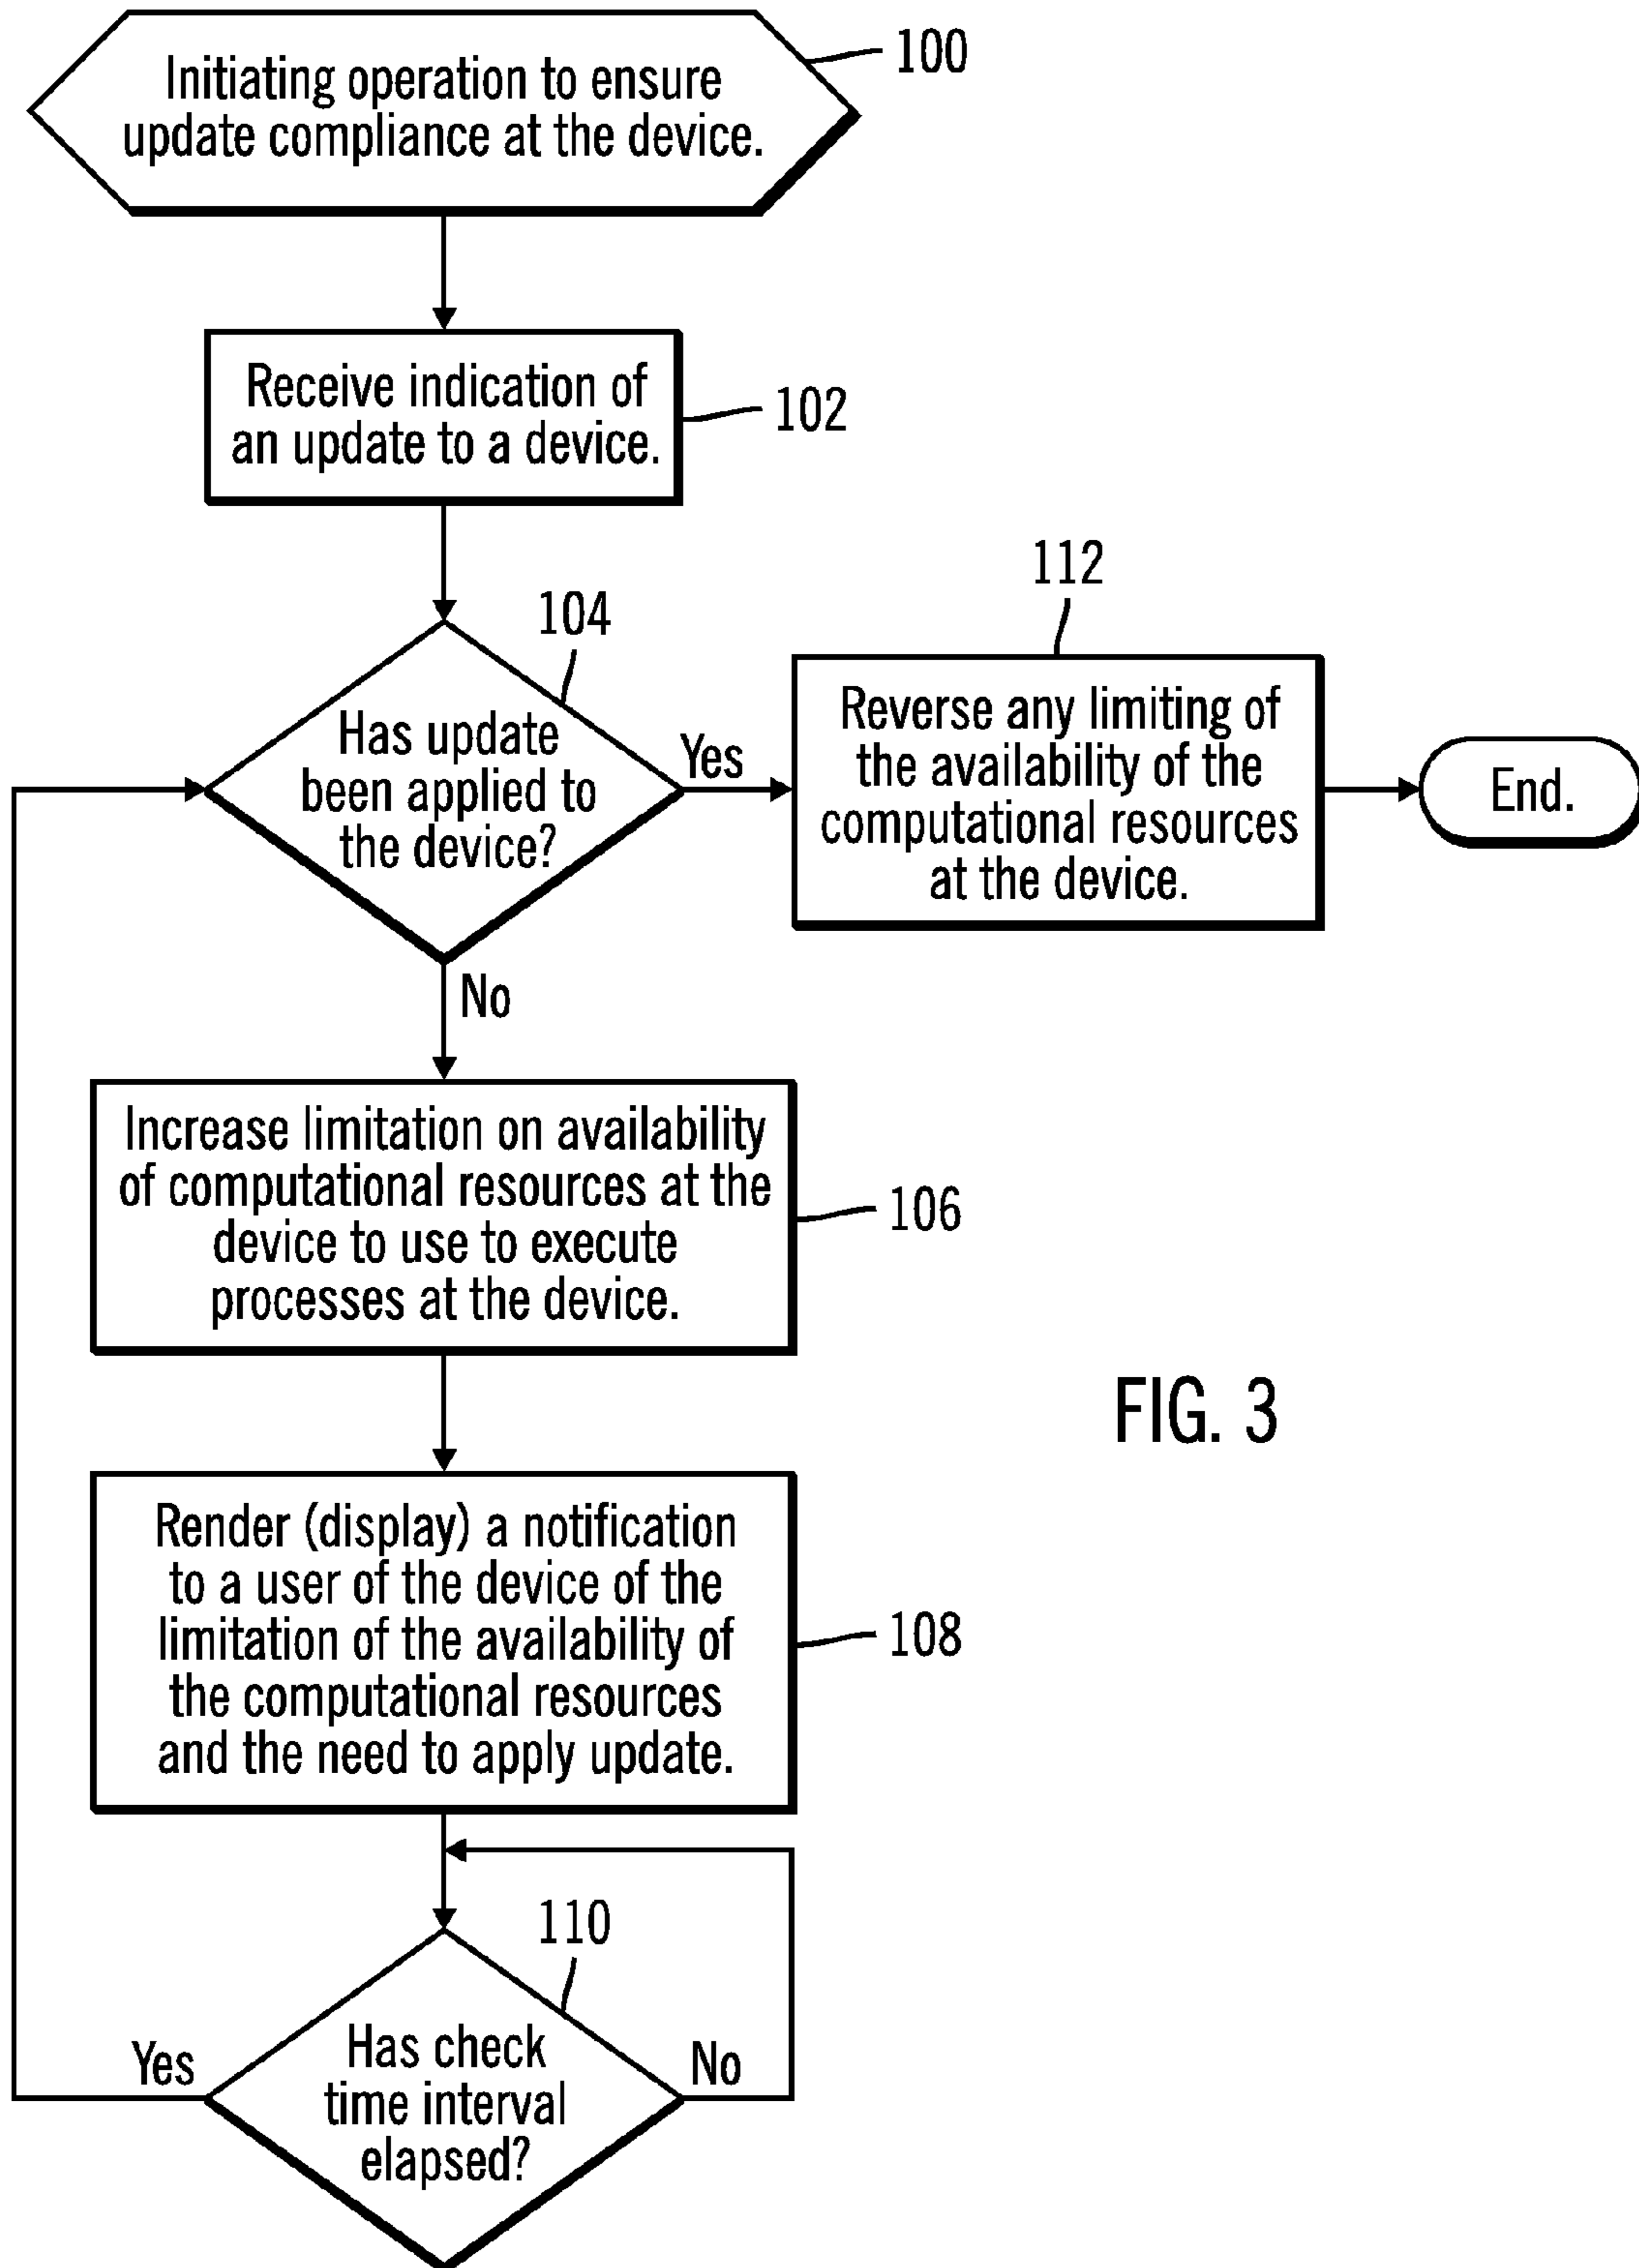 Initiating operation to ensure
update compliance at the device.
100
Receive indication of
an update to a device.
102
104
Has update
been applied to
the device?
Yes
No
112
Reverse any limiting of
the availability of the
computational resources
at the device.
End.
Increase limitation on availability
of computational resources at the
device to use to execute
processes at the device.
106
FIG. 3
Render (display) a notification
to a user of the device of the
limitation of the availability of
the computational resources
and the need to apply update.
108
110
Has check
time interval
elapsed?
Yes
No